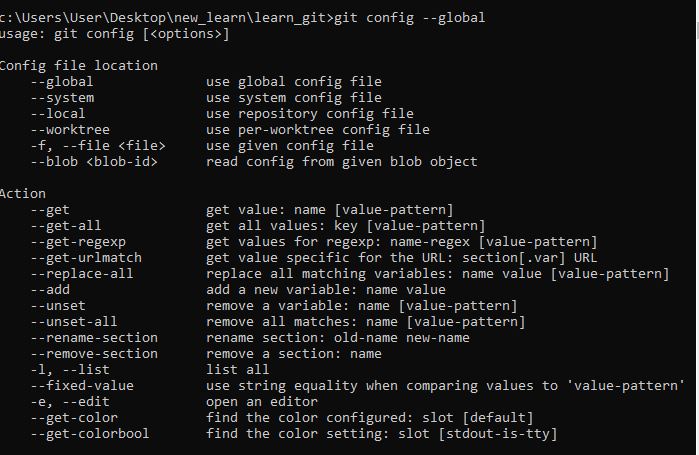 c:\Users\User\Desktop\new_learn\learn_git>git config --global
usage: git config [<options>]

Config file location
    --global              use global config file
    --system              use system config file
    --local               use repository config file
    --worktree            use per-worktree config file
    -f, --file <file>     use given config file
    --blob <blob-id>      read config from given blob object

Action
    --get                 get value: name [value-pattern]
    --get-all             get all values: key [value-pattern]
    --get-regexp          get values for regexp: name-regex [value-pattern]
    --get-urlmatch        get value specific for the URL: section[.var] URL
    --replace-all         replace all matching variables: name value [value-pattern]
    --add                 add a new variable: name value
    --unset               remove a variable: name [value-pattern]
    --unset-all           remove all matches: name [value-pattern]
    --rename-section      rename section: old-name new-name
    --remove-section      remove a section: name
    -l, --list            list all
    --fixed-value         use string equality when comparing values to 'value-pattern'
    -e, --edit            open an editor
    --get-color           find the color configured: slot [default]
    --get-colorbool       find the color setting: slot [stdout-is-tty]